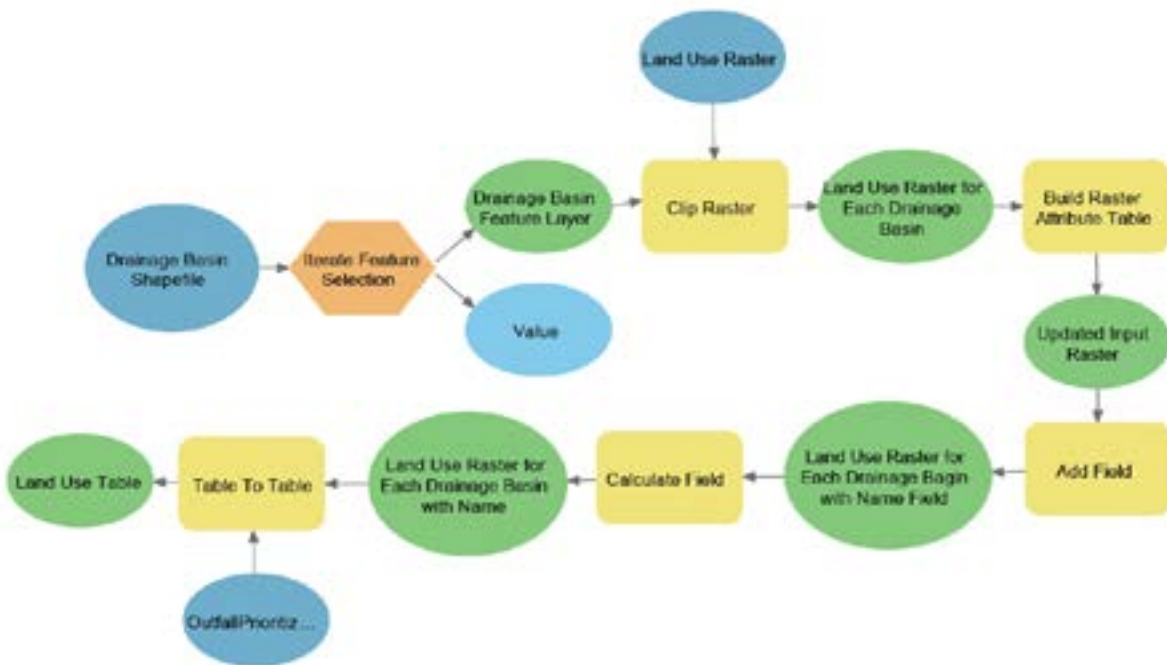 Land Use Raster
Drainage Basin
Feature Layer
Clip Raster
Land Use Raster for
Each Drainage
Basin
Build Raster
Attribute Table
Drainage Basin
Shapefile
Iterate Feature
Selection
Value
Updated Input
Raster
Land Use Table
Table To Table
Land Use Raster for
Each Drainage Basin
with Name
Calculate Field
Land Use Raster for
Each Drainage Bagin
with Name Field
Add Field
OutfallPrioritiz...